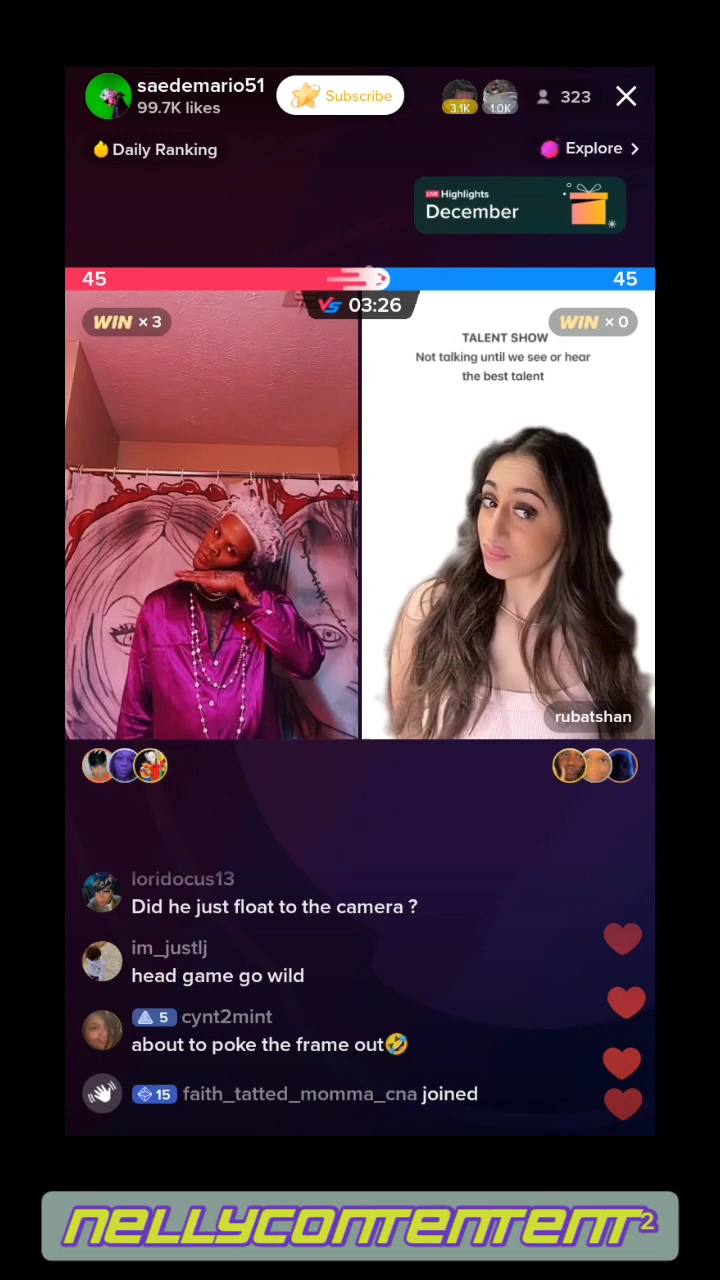 saedemario51
99.7K likes
Subscribe
3.1K
1.0K
323
Daily Ranking
Explore
LIVE Highlights
December
45
45
VS 03:26
WIN × 3
WIN × 0
TALENT SHOW
Not talking until we see or hear
the best talent
rubatshan
loridocus13
Did he just float to the camera ?
im_justlj
head game go wild
5 cynt2mint
about to poke the frame out🤣
15 faith_tatted_momma_cna joined
NELLYCONTENTENT²